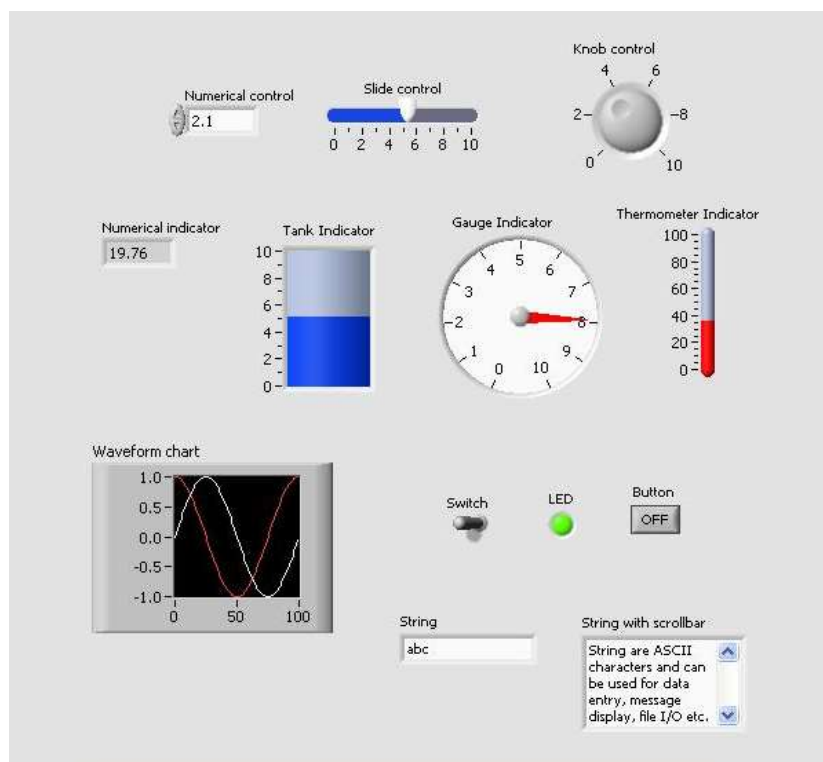 Knob control
4 6
2 8
0 10
Numerical control
2.1
Slide control
0 2 4 6 8 10
Numerical indicator
19.76
Tank Indicator
10
8
6
4
2
0
Gauge Indicator
0 1 2 3 4 5 6 7 8 9 10
Thermometer Indicator
100
80
60
40
20
0
Waveform chart
1.0
0.5
0.0
-0.5
-1.0
0 50 100
Switch
LED
Button
OFF
String
abc
String with scrollbar
String are ASCII
characters and can
be used for data
entry, message
display, file I/O etc.